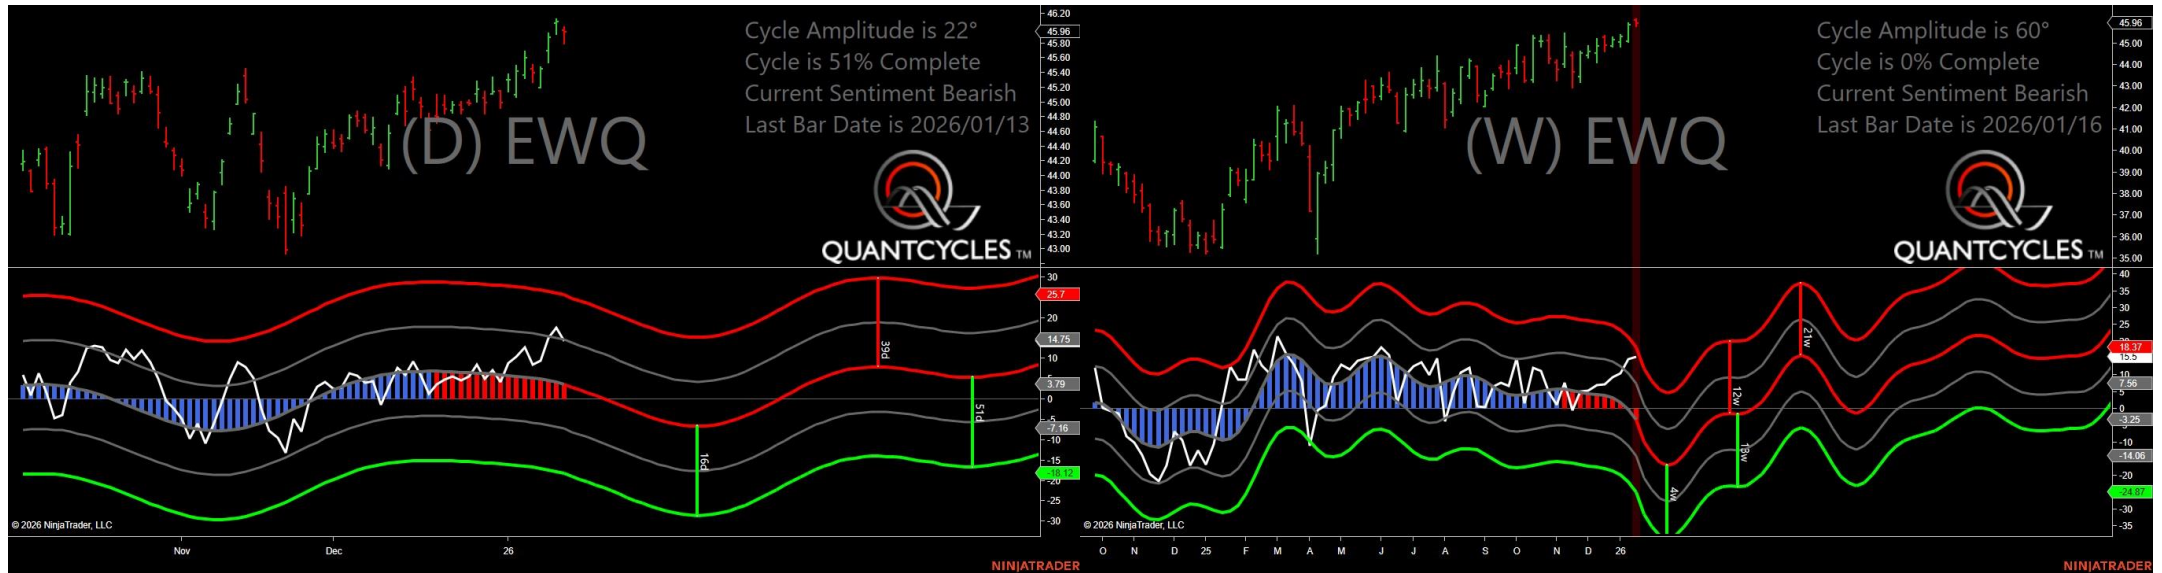 Cycle Amplitude is 22°
Cycle is 51% Complete
Current Sentiment Bearish
Last Bar Date is 2026/01/13
(D) EWQ
QUANTCYCLES TM
46.20
45.96
45.80
45.60
45.40
45.20
45.00
44.80
44.60
44.40
44.20
44.00
43.80
43.60
43.40
43.20
43.00
30
25.7
20
14.75
10
5
3.79
0
-5
-7.16
-10
-15
-18.12
-20
-25
-30
39d
51d
16d
© 2026 NinjaTrader, LLC
Nov Dec 26
NINJATRADER
Cycle Amplitude is 60°
Cycle is 0% Complete
Current Sentiment Bearish
Last Bar Date is 2026/01/16
(W) EWQ
QUANTCYCLES TM
45.96
45.00
44.00
43.00
42.00
41.00
40.00
39.00
38.00
37.00
36.00
35.00
40
35
30
25
18.37
15.5
10
7.56
5
0
-3.25
-10
-14.06
-20
-24.87
-30
-35
21w
12w
4w
© 2026 NinjaTrader, LLC
O N D 25 F M A M J J A S O N D 26
NINJATRADER